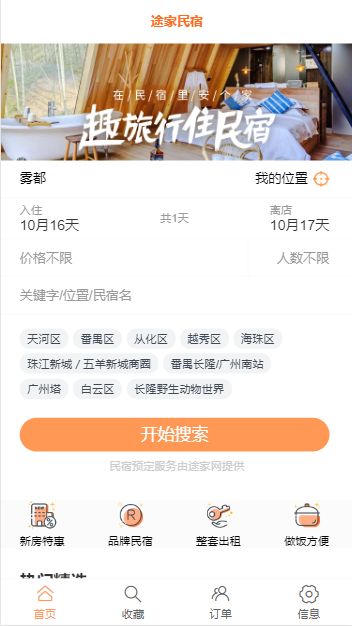 途家民宿
在/民/宿/里/安/个/家
趣旅行住民宿
雾都 我的位置
入住 离店
10月16天 共1天 10月17天
价格不限 人数不限
关键字/位置/民宿名
天河区 番禺区 从化区 越秀区 海珠区
珠江新城 / 五羊新城商圈 番禺长隆/广州南站
广州塔 白云区 长隆野生动物世界
开始搜索
民宿预定服务由途家网提供
新房特惠 品牌民宿 整套出租 做饭方便
热门精选
首页 收藏 订单 信息